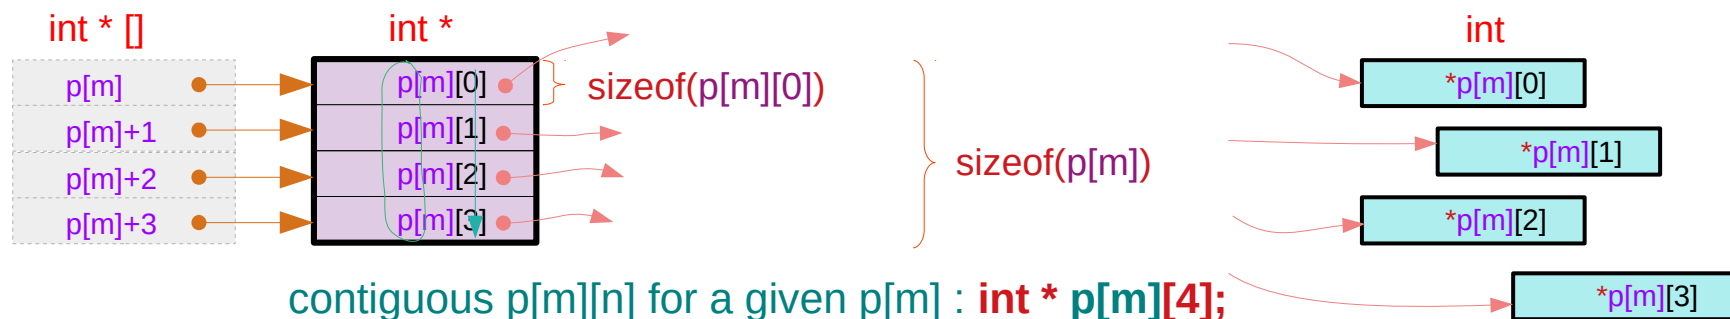 int * []
int *
int
p[m]
p[m][0]
sizeof(p[m][0])
*p[m][0]
p[m]+1
p[m][1]
*p[m][1]
sizeof(p[m])
p[m]+2
p[m][2]
*p[m][2]
p[m]+3
p[m][3]
*p[m][3]
contiguous p[m][n] for a given p[m] : int * p[m][4];